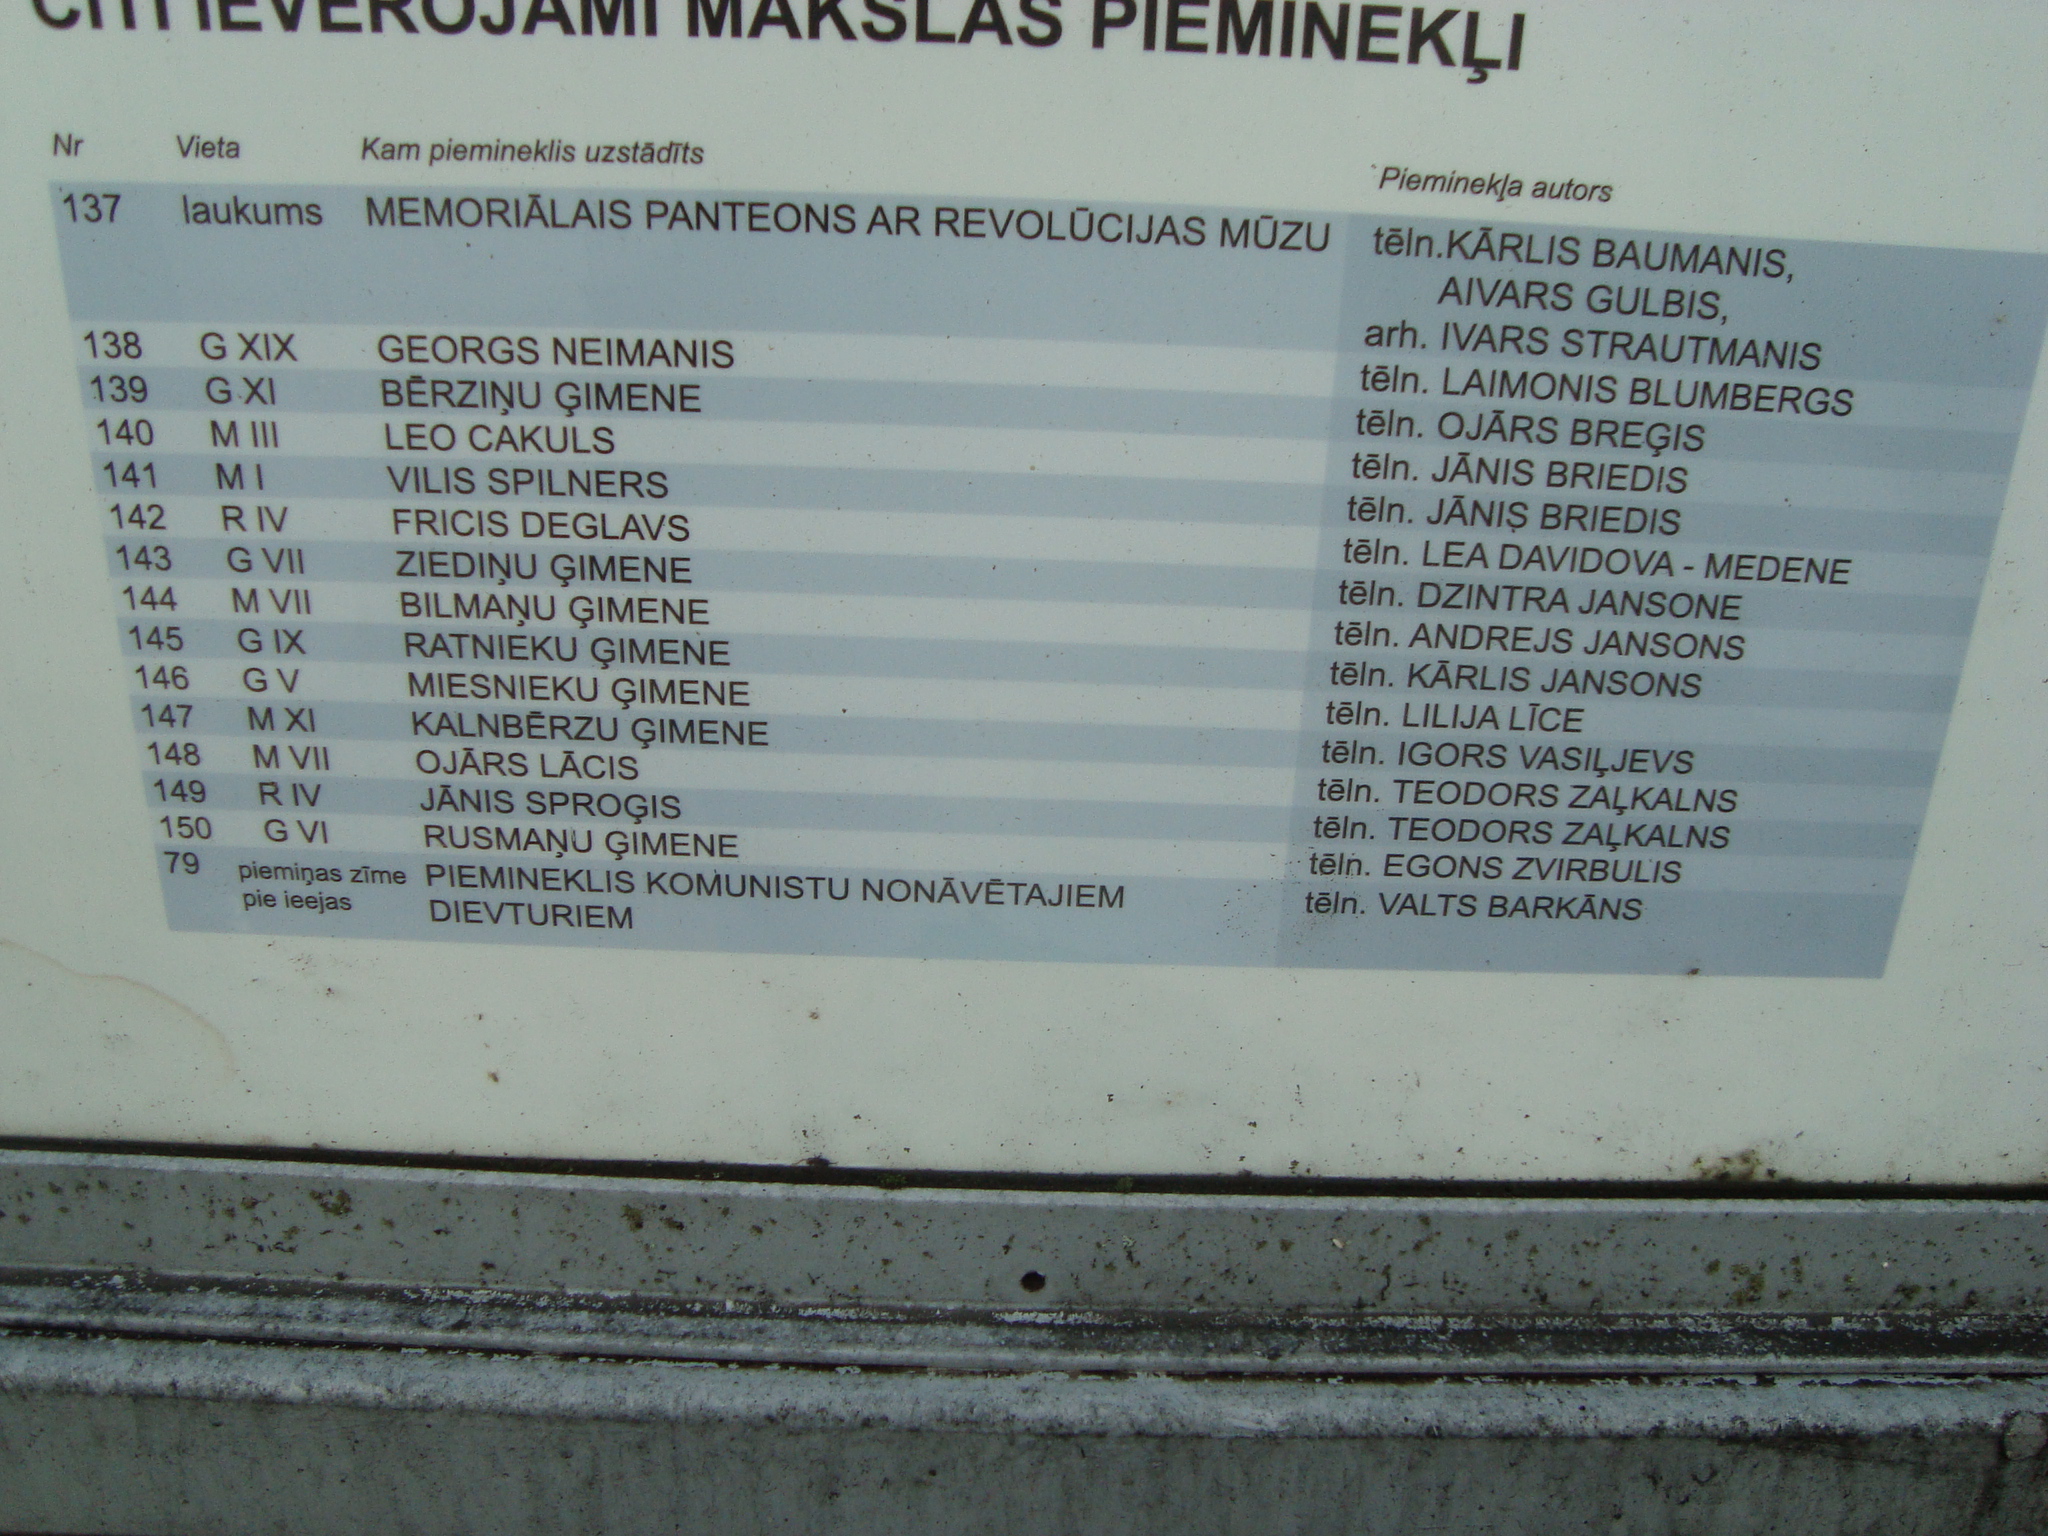 CITI IEVĒROJAMI MĀKSLAS PIEMINEKĻI
Nr Vieta Kam piemineklis uzstādīts Pieminekļa autors
137 laukums MEMORIĀLAIS PANTEONS AR REVOLŪCIJAS MŪZU tēln.KĀRLIS BAUMANIS,
AIVARS GULBIS,
arh. IVARS STRAUTMANIS
138 G XIX GEORGS NEIMANIS tēln. LAIMONIS BLUMBERGS
139 G XI BĒRZIŅU ĢIMENE tēln. OJĀRS BREĢIS
140 M III LEO CAKULS tēln. JĀNIS BRIEDIS
141 M I VILIS SPILNERS tēln. JĀNIS BRIEDIS
142 R IV FRICIS DEGLAVS tēln. LEA DAVIDOVA - MEDENE
143 G VII ZIEDIŅU ĢIMENE tēln. DZINTRA JANSONE
144 M VII BILMAŅU ĢIMENE tēln. ANDREJS JANSONS
145 G IX RATNIEKU ĢIMENE tēln. KĀRLIS JANSONS
146 G V MIESNIEKU ĢIMENE tēln. LILIJA LĪCE
147 M XI KALNBĒRZU ĢIMENE tēln. IGORS VASIĻJEVS
148 M VII OJĀRS LĀCIS tēln. TEODORS ZAĻKALNS
149 R IV JĀNIS SPROĢIS tēln. TEODORS ZAĻKALNS
150 G VI RUSMAŅU ĢIMENE tēln. EGONS ZVIRBULIS
79 piemiņas zīme PIEMINEKLIS KOMUNISTU NONĀVĒTAJIEM tēln. VALTS BARKĀNS
pie ieejas DIEVTURIEM